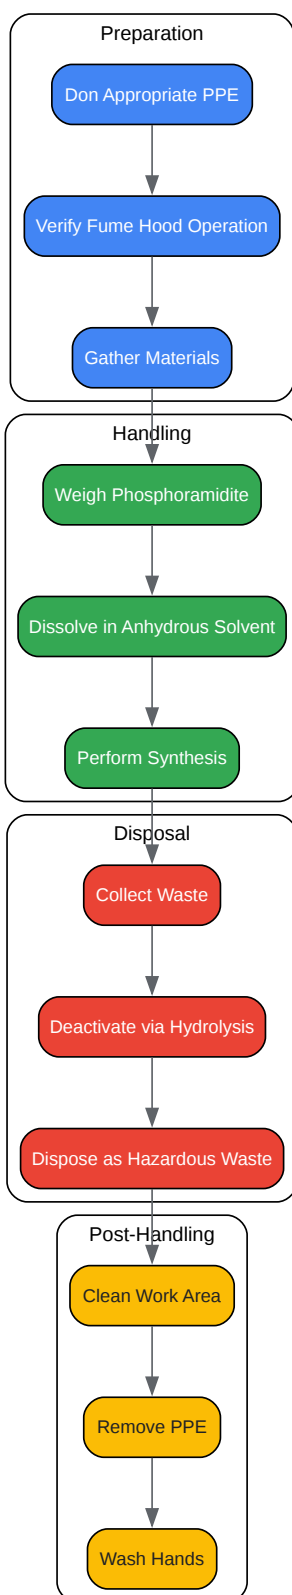 Preparation
Don Appropriate PPE
Verify Fume Hood Operation
Gather Materials
Handling
Weigh Phosphoramidite
Dissolve in Anhydrous Solvent
Perform Synthesis
Disposal
Collect Waste
Deactivate via Hydrolysis
Dispose as Hazardous Waste
Post-Handling
Clean Work Area
Remove PPE
Wash Hands